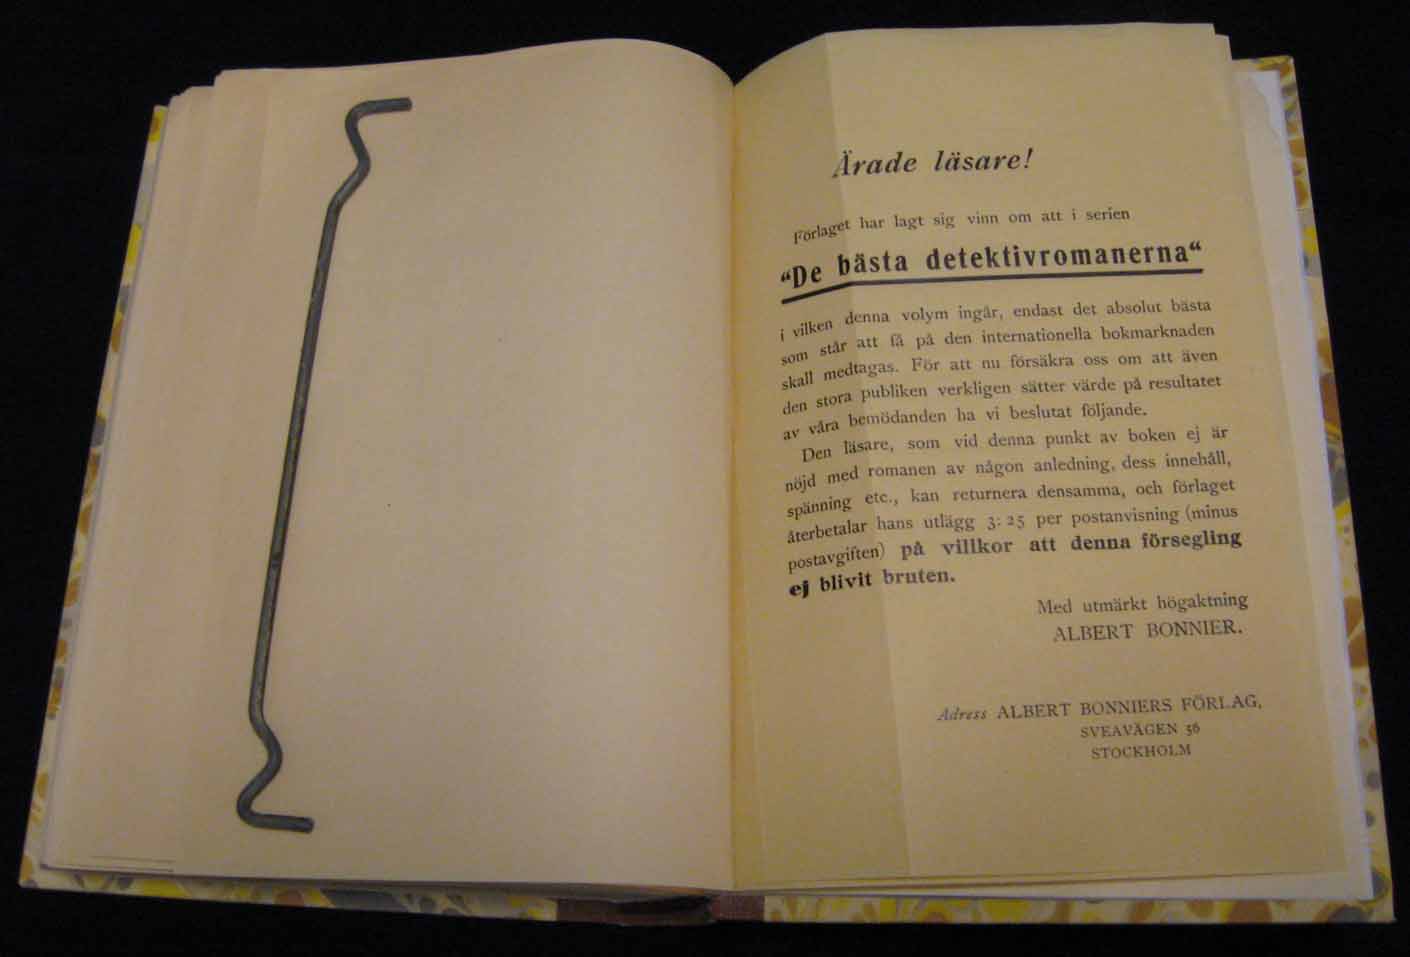 Ärade läsare!
Förlaget har lagt sig vinn om att i serien
“De bästa detektivromanerna“
i vilken denna volym ingår, endast det absolut bästa
som står att få på den internationella bokmarknaden
skall medtagas. För att nu försäkra oss om att även
den stora publiken verkligen sätter värde på resultatet
av våra bemödanden ha vi beslutat följande.
Den läsare, som vid denna punkt av boken ej är
nöjd med romanen av någon anledning, dess innehåll,
spänning etc., kan returnera densamma, och förlaget
återbetalar hans utlägg 3: 25 per postanvisning (minus
postavgiften) på villkor att denna försegling
ej blivit bruten.
Med utmärkt högaktning
ALBERT BONNIER.
Adress ALBERT BONNIERS FÖRLAG,
SVEAVÄGEN 56
STOCKHOLM